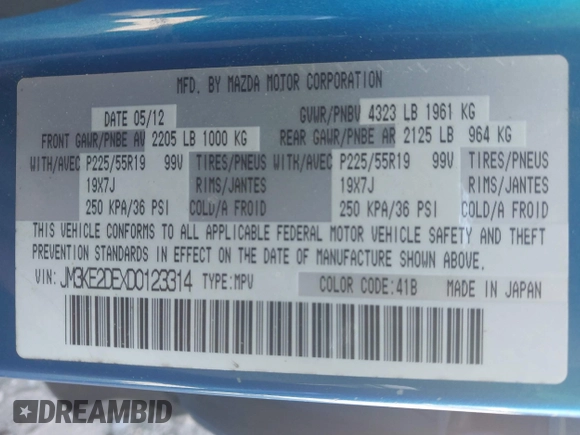 MFD. BY MAZDA MOTOR CORPORATION
DATE 05/12 GVWR/PNBV 4323 LB 1961 KG
FRONT GAWR/PNBE AV 2205 LB 1000 KG REAR GAWR/PNBE AR 2125 LB 964 KG
WITH/AVEC P225/55R19 99V TIRES/PNEUS WITH/AVEC P225/55R19 99V TIRES/PNEUS
19X7J RIMS/JANTES 19X7J RIMS/JANTES
250 KPA/36 PSI COLD/A FROID 250 KPA/36 PSI COLD/A FROID
THIS VEHICLE CONFORMS TO ALL APPLICABLE FEDERAL MOTOR VEHICLE SAFETY AND THEFT
PREVENTION STANDARDS IN EFFECT ON THE DATE OF MANUFACTURE SHOWN ABOVE.
VIN: JM3KE2DEXD0123314 TYPE: MPV COLOR CODE: 41B MADE IN JAPAN
DREAMBID